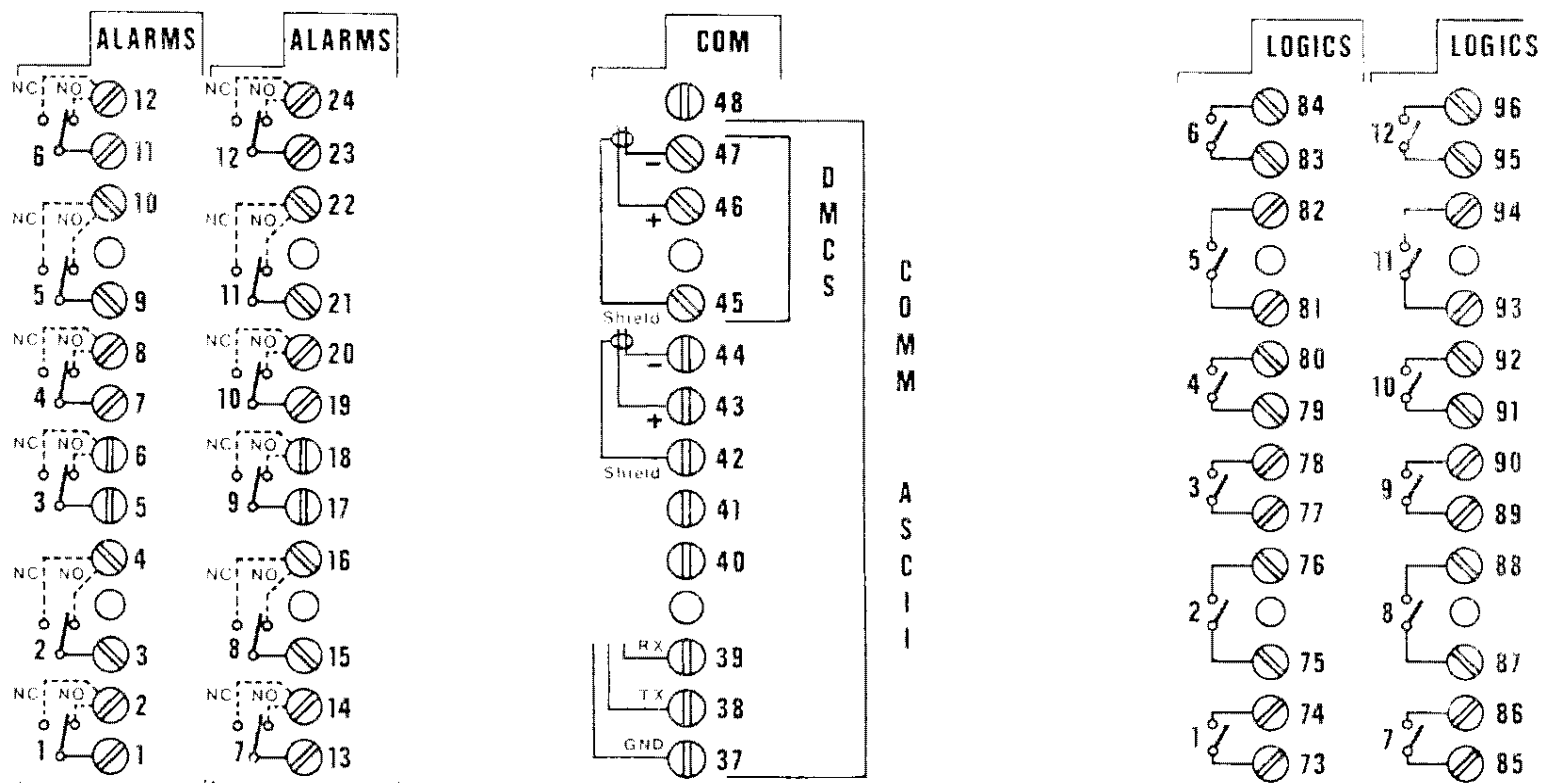 ALARMS ALARMS COM LOGICS LOGICS
NC NO 12
11
6
NC NO 10
5 9
NC NO 8
4 7
NC NO 6
3 5
NC NO 4
2 3
NC NO 2
1 1
NC NO 24
12 23
NC NO 22
11 21
NC NO 20
10 19
NC NO 18
9 17
NC NO 16
8 15
NC NO 14
7 13
48
- 47
+ 46
Shield 45
- 44
+ 43
Shield 42
41
40
RX 39
TX 38
GND 37
DMCS
COMM ASCII
84
6 83
82
5
81
80
4 79
78
3 77
76
2
75
74
1 73
96
12 95
94
11
93
92
10 91
90
9 89
88
8
87
86
7 85